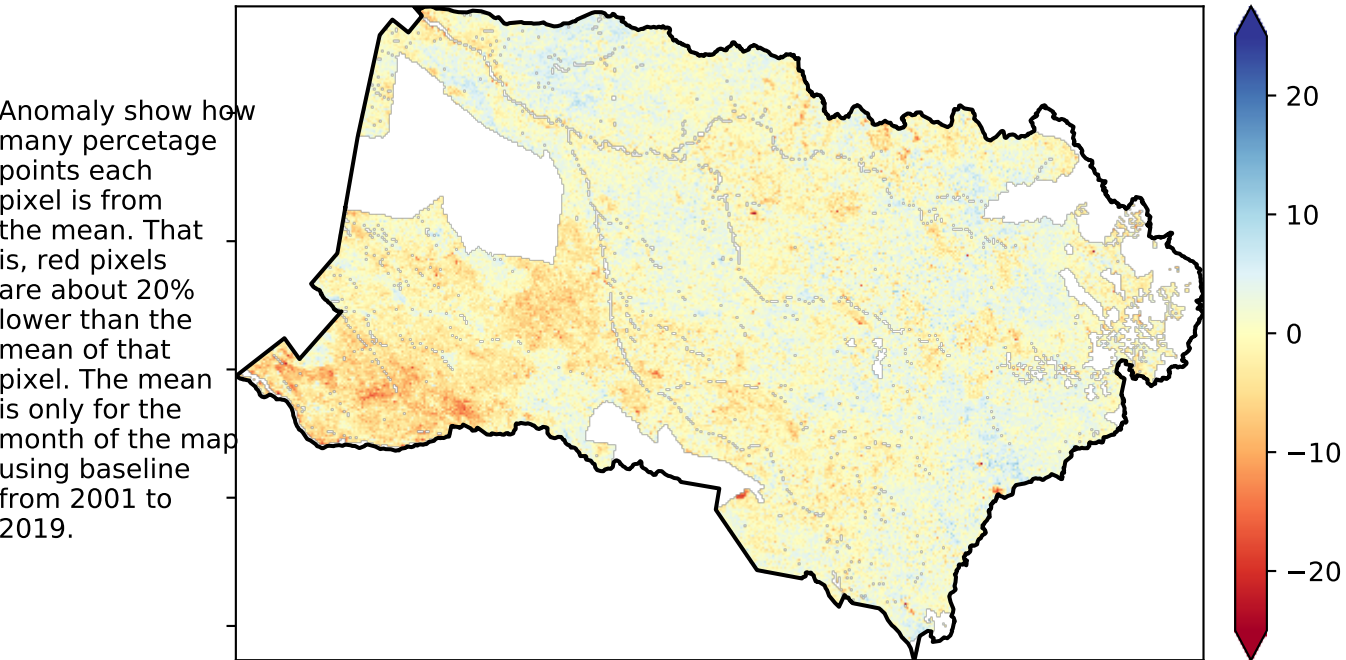 Anomaly show how
many percetage
points each
pixel is from
the mean. That
is, red pixels
are about 20%
lower than the
mean of that
pixel. The mean
is only for the
month of the map
using baseline
from 2001 to
2019.
20
10
0
−10
−20